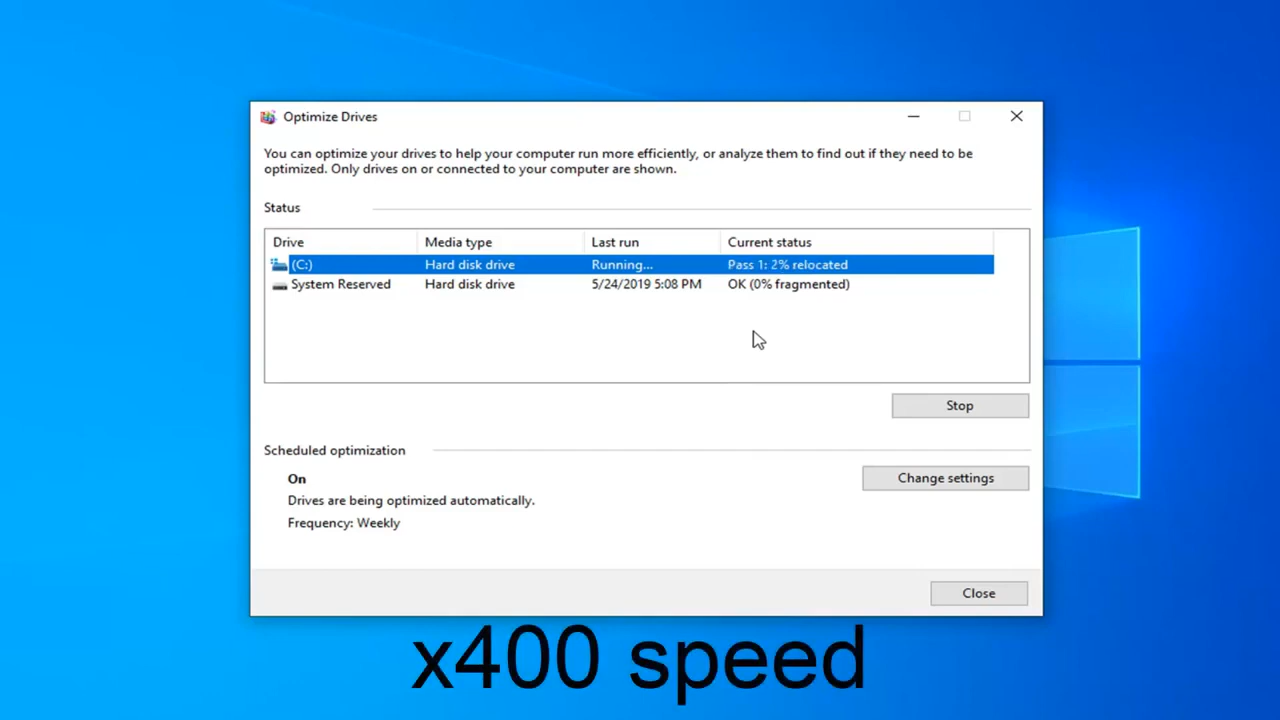 Optimize Drives
You can optimize your drives to help your computer run more efficiently, or analyze them to find out if they need to be
optimized. Only drives on or connected to your computer are shown.
Status
Drive Media type Last run Current status
(C:) Hard disk drive Running... Pass 1: 2% relocated
System Reserved Hard disk drive 5/24/2019 5:08 PM OK (0% fragmented)
Stop
Scheduled optimization
On
Change settings
Drives are being optimized automatically.
Frequency: Weekly
Close
x400 speed